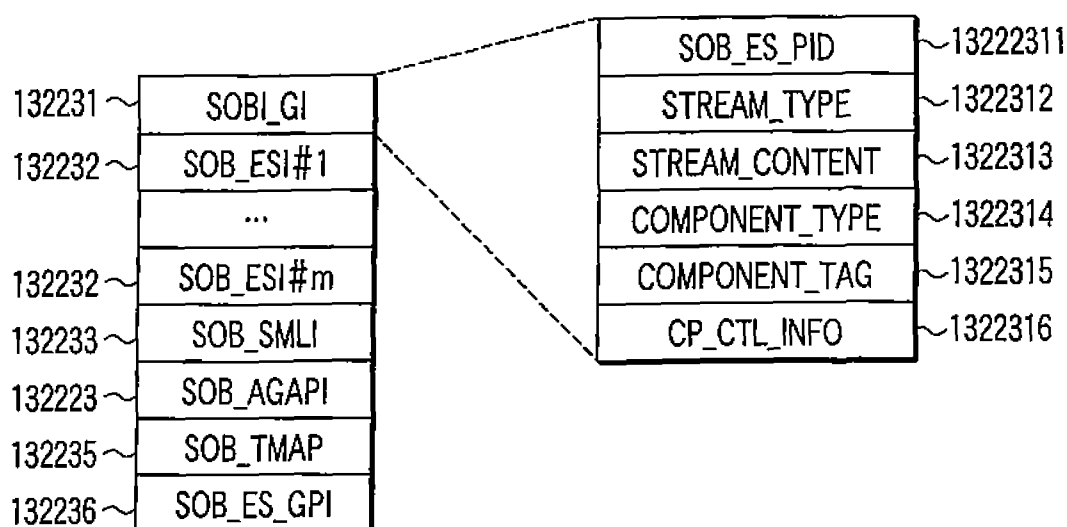 132231 SOBI_GI
132232 SOB_ESI#1
...
132232 SOB_ESI#m
132233 SOB_SMLI
132223 SOB_AGAPI
132235 SOB_TMAP
132236 SOB_ES_GPI
SOB_ES_PID 13222311
STREAM_TYPE 1322312
STREAM_CONTENT 1322313
COMPONENT_TYPE 1322314
COMPONENT_TAG 1322315
CP_CTL_INFO 1322316